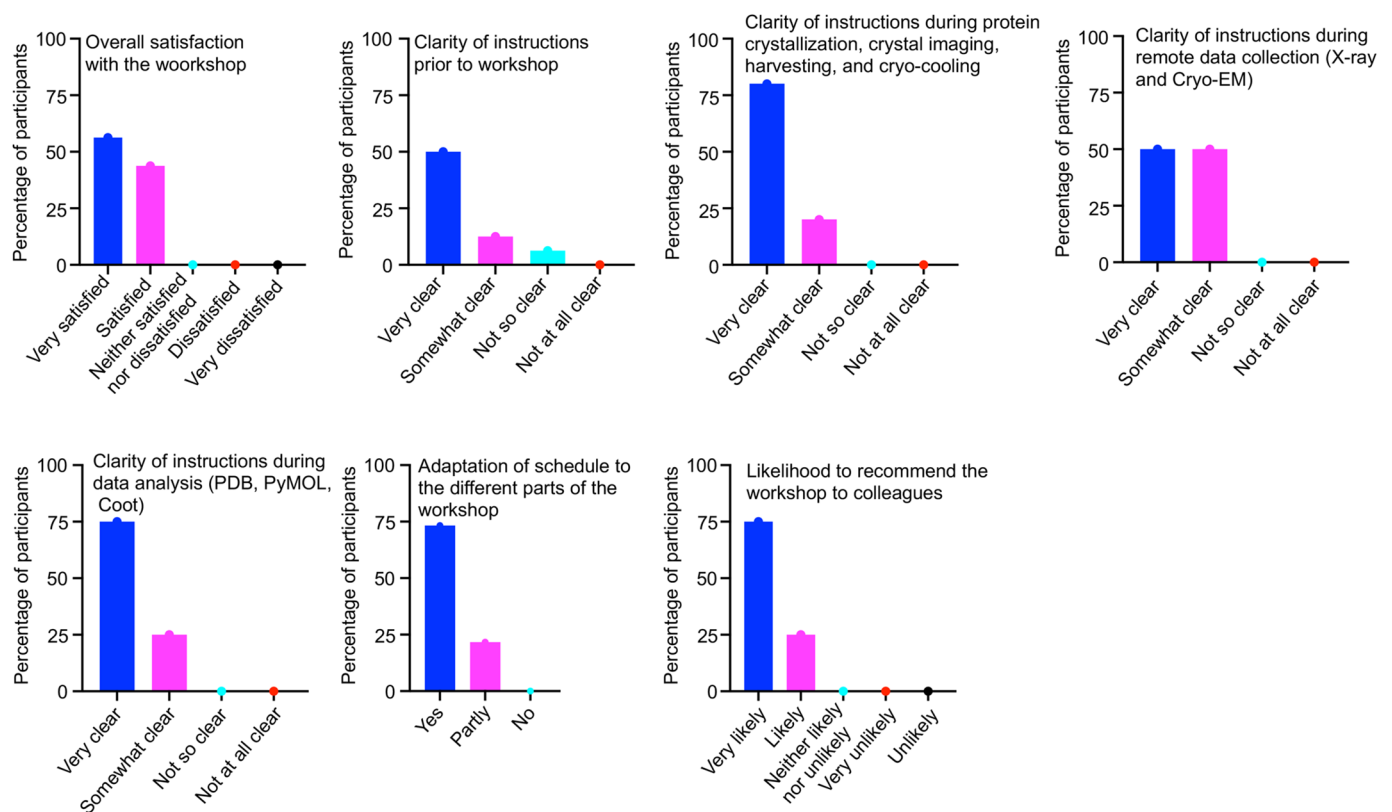 Overall satisfaction
with the woorkshop
Percentage of participants
100
75
50
25
0
Very satisfied
Satisfied
Neither satisfied
nor dissatisfied
Dissatisfied
Very dissatisfied
Clarity of instructions
prior to workshop
Percentage of participants
100
75
50
25
0
Very clear
Somewhat clear
Not so clear
Not at all clear
Clarity of instructions during protein
crystallization, crystal imaging,
harvesting, and cryo-cooling
Percentage of participants
100
75
50
25
0
Very clear
Somewhat clear
Not so clear
Not at all clear
Clarity of instructions during
remote data collection (X-ray
and Cryo-EM)
Percentage of participants
100
75
50
25
0
Very clear
Somewhat clear
Not so clear
Not at all clear
Clarity of instructions during
data analysis (PDB, PyMOL,
Coot)
Percentage of participants
100
75
50
25
0
Very clear
Somewhat clear
Not so clear
Not at all clear
Adaptation of schedule to
the different parts of the
workshop
Percentage of participants
100
75
50
25
0
Yes
Partly
No
Likelihood to recommend the
workshop to colleagues
Percentage of participants
100
75
50
25
0
Very likely
Likely
Neither likely
nor unlikely
Very unlikely
Unlikely